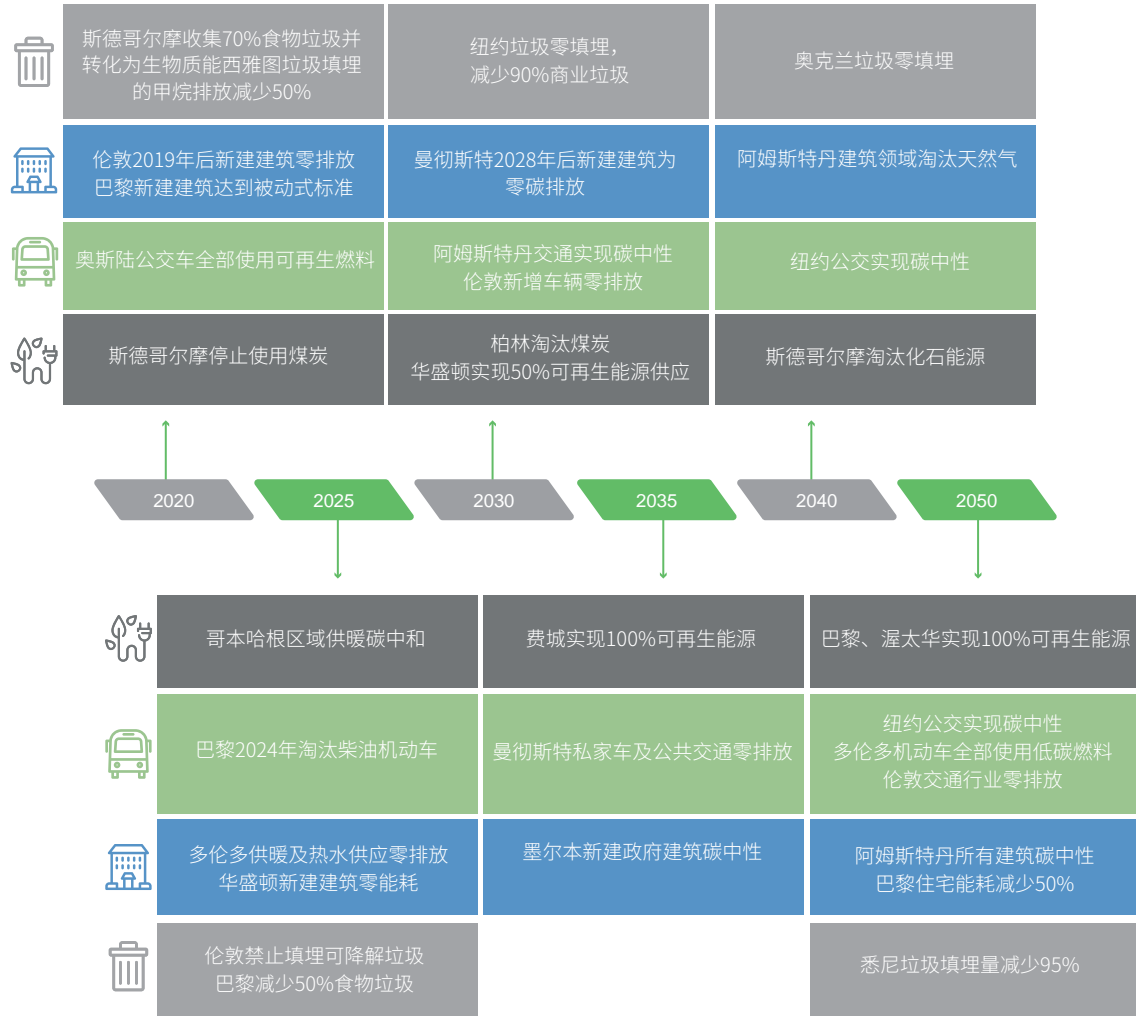 斯德哥尔摩收集70%食物垃圾并
转化为生物质能西雅图垃圾填埋
的甲烷排放减少50%
纽约垃圾零填埋，
减少90%商业垃圾
奥克兰垃圾零填埋
伦敦2019年后新建建筑零排放
巴黎新建建筑达到被动式标准
曼彻斯特2028年后新建建筑为
零碳排放
阿姆斯特丹建筑领域淘汰天然气
奥斯陆公交车全部使用可再生燃料
阿姆斯特丹交通实现碳中性
伦敦新增车辆零排放
纽约公交实现碳中性
斯德哥尔摩停止使用煤炭
柏林淘汰煤炭
华盛顿实现50%可再生能源供应
斯德哥尔摩淘汰化石能源
2020
2025
2030
2035
2040
2050
哥本哈根区域供暖碳中和
费城实现100%可再生能源
巴黎、渥太华实现100%可再生能源
巴黎2024年淘汰柴油机动车
曼彻斯特私家车及公共交通零排放
纽约公交实现碳中性
多伦多机动车全部使用低碳燃料
伦敦交通行业零排放
多伦多供暖及热水供应零排放
华盛顿新建建筑零能耗
墨尔本新建政府建筑碳中性
阿姆斯特丹所有建筑碳中性
巴黎住宅能耗减少50%
伦敦禁止填埋可降解垃圾
巴黎减少50%食物垃圾
悉尼垃圾填埋量减少95%